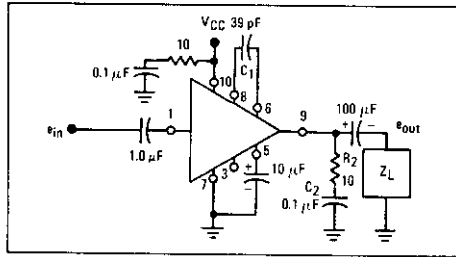 VCC 39 pF
10
0.1 μF
10
8
C1
6
ein
1
1.0 μF
9
100 μF
+ −
eout
5
+
−
10 μF
7
3
R2
10
C2
0.1 μF
ZL